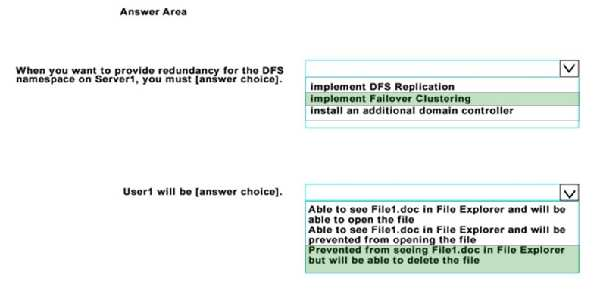 Answer Area
When you want to provide redundancy for the DFS
namespace on Server1, you must [answer choice].
implement DFS Replication
implement Failover Clustering
install an additional domain controller
User1 will be [answer choice].
Able to see File1.doc in File Explorer and will be
able to open the file
Able to see File1.doc in File Explorer and will be
prevented from opening the file
Prevented from seeing File1.doc in File Explorer
but will be able to delete the file